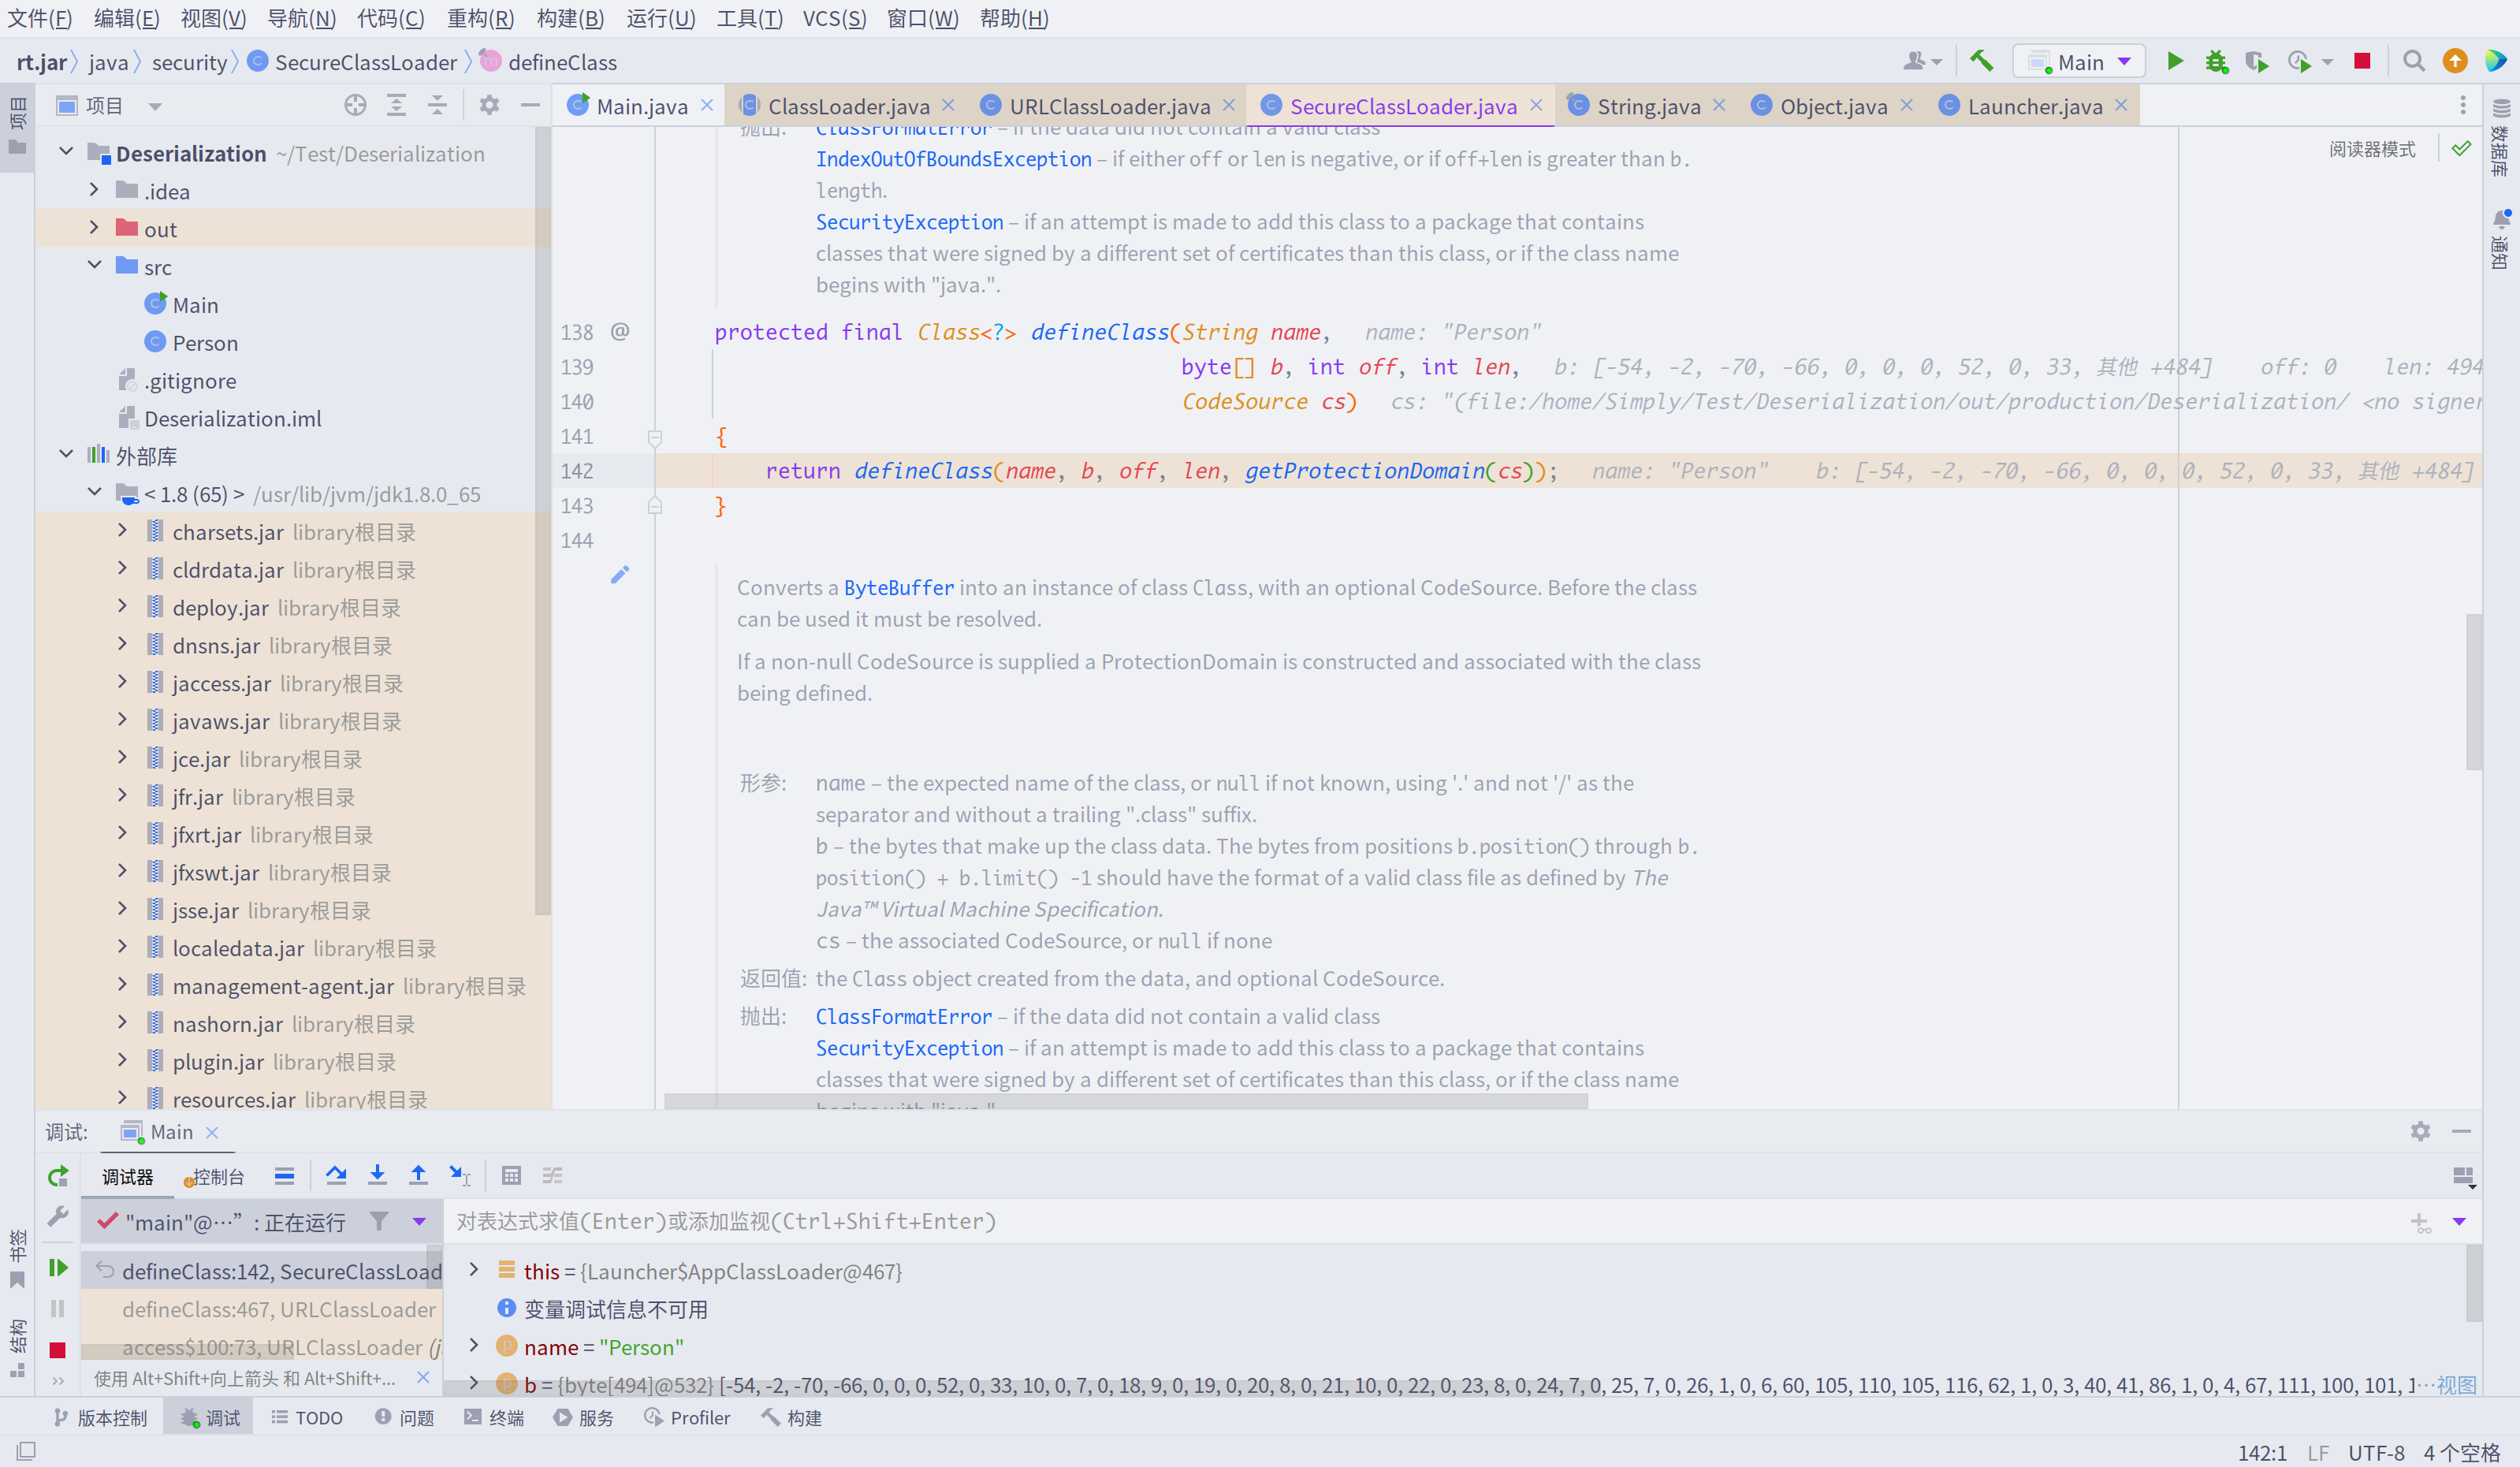 文件(F) 编辑(E) 视图(V) 导航(N) 代码(C) 重构(R) 构建(B) 运行(U) 工具(T) VCS(S) 窗口(W) 帮助(H)
rt.jar java security SecureClassLoader defineClass Main
项目
项目
Main.java ClassLoader.java URLClassLoader.java SecureClassLoader.java String.java Object.java Launcher.java
数据库
通知
阅读器模式
Deserialization ~/Test/Deserialization
.idea
out
src
Main
Person
.gitignore
Deserialization.iml
外部库
< 1.8 (65) > /usr/lib/jvm/jdk1.8.0_65
charsets.jar library根目录
cldrdata.jar library根目录
deploy.jar library根目录
dnsns.jar library根目录
jaccess.jar library根目录
javaws.jar library根目录
jce.jar library根目录
jfr.jar library根目录
jfxrt.jar library根目录
jfxswt.jar library根目录
jsse.jar library根目录
localedata.jar library根目录
management-agent.jar library根目录
nashorn.jar library根目录
plugin.jar library根目录
resources.jar library根目录
抛出: ClassFormatError – if the data did not contain a valid class
IndexOutOfBoundsException – if either off or len is negative, or if off+len is greater than b.
length.
SecurityException – if an attempt is made to add this class to a package that contains
classes that were signed by a different set of certificates than this class, or if the class name
begins with "java.".
138 @ protected final Class<?> defineClass(String name, name: "Person"
139 byte[] b, int off, int len, b: [-54, -2, -70, -66, 0, 0, 0, 52, 0, 33, 其他 +484] off: 0 len: 494
140 CodeSource cs) cs: "(file:/home/Simply/Test/Deserialization/out/production/Deserialization/ <no signer
141 {
142 return defineClass(name, b, off, len, getProtectionDomain(cs)); name: "Person" b: [-54, -2, -70, -66, 0, 0, 0, 52, 0, 33, 其他 +484]
143 }
144
Converts a ByteBuffer into an instance of class Class, with an optional CodeSource. Before the class
can be used it must be resolved.
If a non-null CodeSource is supplied a ProtectionDomain is constructed and associated with the class
being defined.
形参: name – the expected name of the class, or null if not known, using '.' and not '/' as the
separator and without a trailing ".class" suffix.
b – the bytes that make up the class data. The bytes from positions b.position() through b.
position() + b.limit() -1 should have the format of a valid class file as defined by The
Java™ Virtual Machine Specification.
cs – the associated CodeSource, or null if none
返回值: the Class object created from the data, and optional CodeSource.
抛出: ClassFormatError – if the data did not contain a valid class
SecurityException – if an attempt is made to add this class to a package that contains
classes that were signed by a different set of certificates than this class, or if the class name
begins with "java."
调试: Main
调试器 控制台
"main"@⋯” : 正在运行
对表达式求值(Enter)或添加监视(Ctrl+Shift+Enter)
defineClass:142, SecureClassLoad
defineClass:467, URLClassLoader
access$100:73, URLClassLoader (j
使用 Alt+Shift+向上箭头 和 Alt+Shift+...
this = {Launcher$AppClassLoader@467}
变量调试信息不可用
name = "Person"
b = {byte[494]@532} [-54, -2, -70, -66, 0, 0, 0, 52, 0, 33, 10, 0, 7, 0, 18, 9, 0, 19, 0, 20, 8, 0, 21, 10, 0, 22, 0, 23, 8, 0, 24, 7, 0, 25, 7, 0, 26, 1, 0, 6, 60, 105, 110, 105, 116, 62, 1, 0, 3, 40, 41, 86, 1, 0, 4, 67, 111, 100, 101, 1⋯视图
书签
结构
版本控制 调试 TODO 问题 终端 服务 Profiler 构建
142:1 LF UTF-8 4 个空格